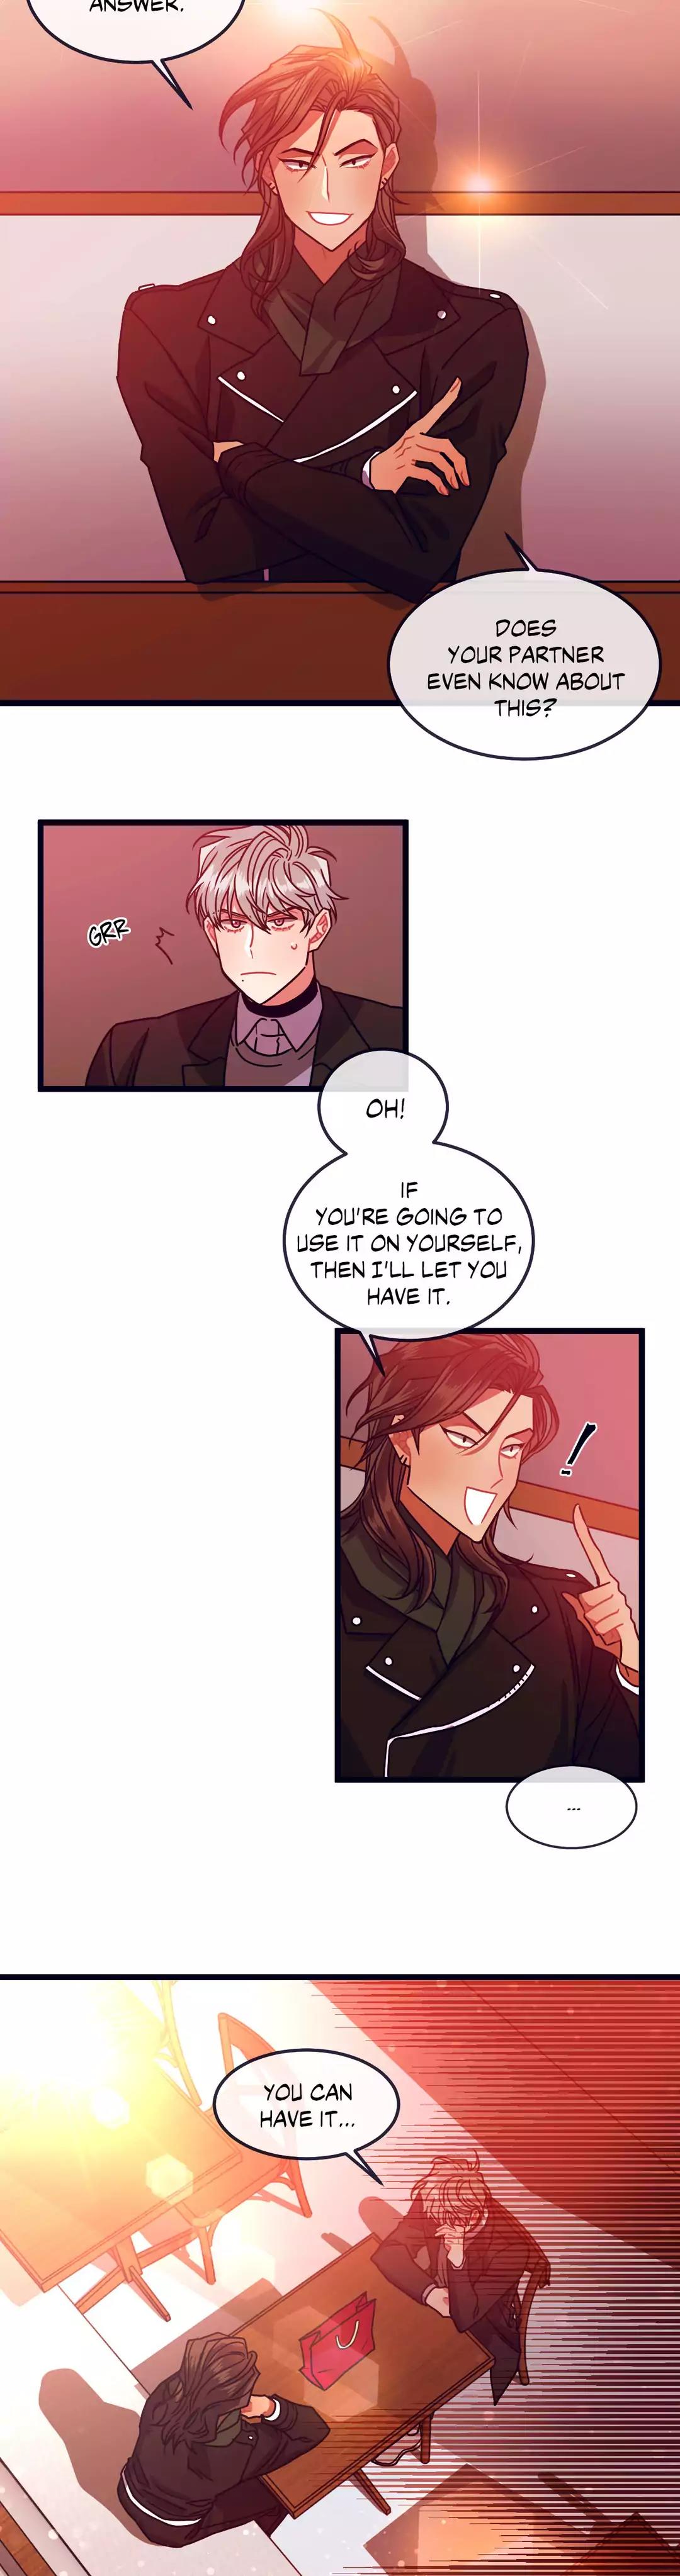 ANSWER.
DOES
YOUR PARTNER
EVEN KNOW ABOUT
THIS?
GRR
OH!
IF
YOU'RE GOING TO
USE IT ON YOURSELF,
THEN I'LL LET YOU
HAVE IT.
!
...
YOU CAN
HAVE IT...